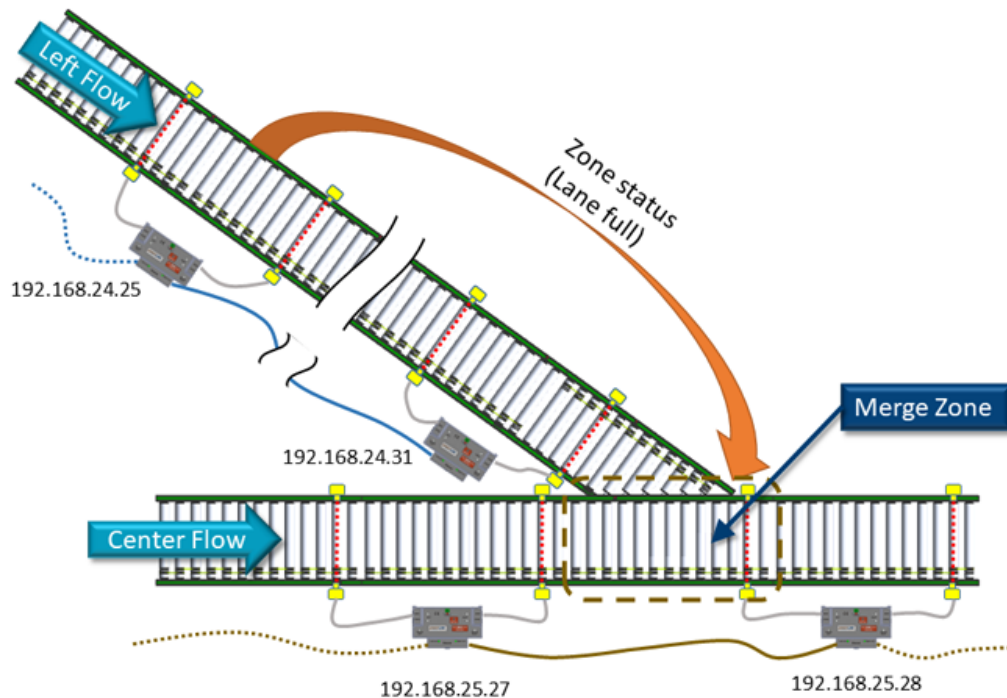 Left Flow
Zone status
(Lane full)
192.168.24.25
Merge Zone
192.168.24.31
Center Flow
192.168.25.27
192.168.25.28